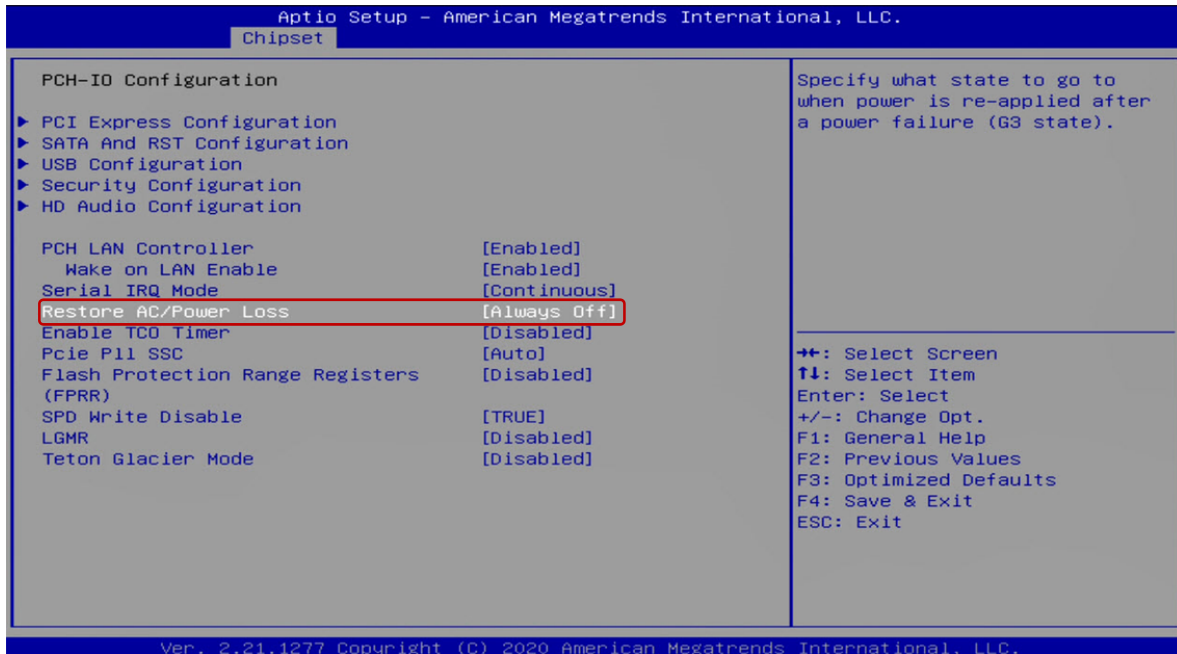 Aptio Setup – American Megatrends International, LLC.
Chipset
PCH-IO Configuration
▶ PCI Express Configuration
▶ SATA And RST Configuration
▶ USB Configuration
▶ Security Configuration
▶ HD Audio Configuration
PCH LAN Controller [Enabled]
Wake on LAN Enable [Enabled]
Serial IRQ Mode [Continuous]
Restore AC/Power Loss [Always Off]
Enable TCO Timer [Disabled]
Pcie Pll SSC [Auto]
Flash Protection Range Registers [Disabled]
(FPRR)
SPD Write Disable [TRUE]
LGMR [Disabled]
Teton Glacier Mode [Disabled]
Specify what state to go to
when power is re-applied after
a power failure (G3 state).
→←: Select Screen
↑↓: Select Item
Enter: Select
+/-: Change Opt.
F1: General Help
F2: Previous Values
F3: Optimized Defaults
F4: Save & Exit
ESC: Exit
Ver. 2.21.1277 Copyright (C) 2020 American Megatrends International, LLC.